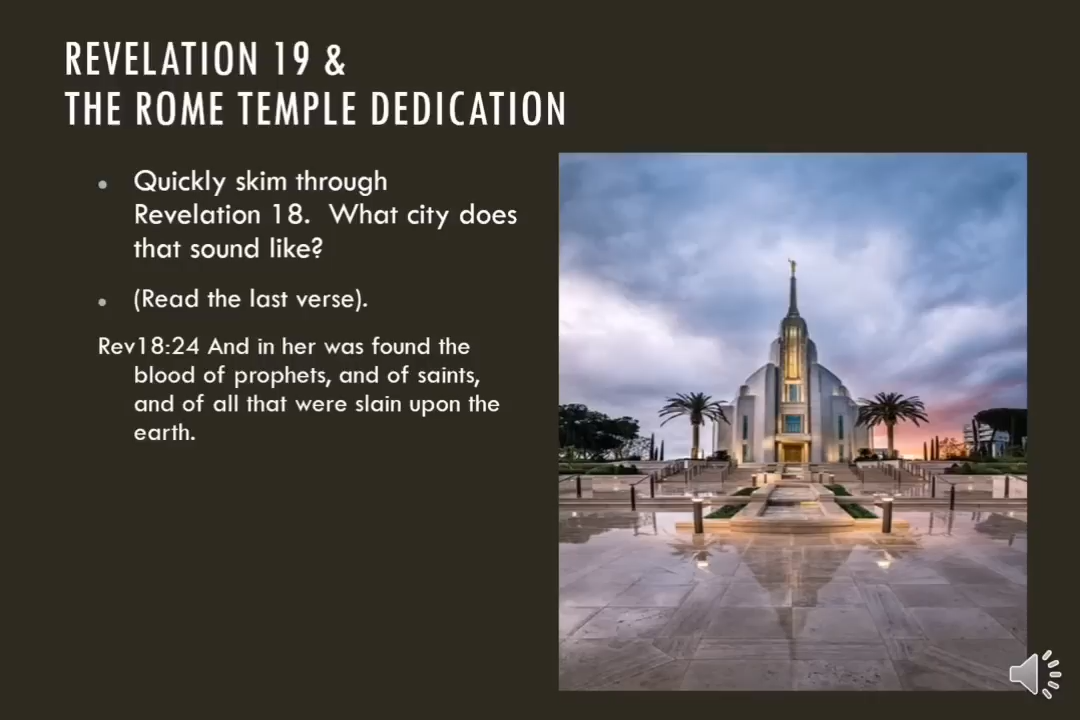 REVELATION 19 &
THE ROME TEMPLE DEDICATION
• Quickly skim through
Revelation 18. What city does
that sound like?
• (Read the last verse).
Rev18:24 And in her was found the
blood of prophets, and of saints,
and of all that were slain upon the
earth.